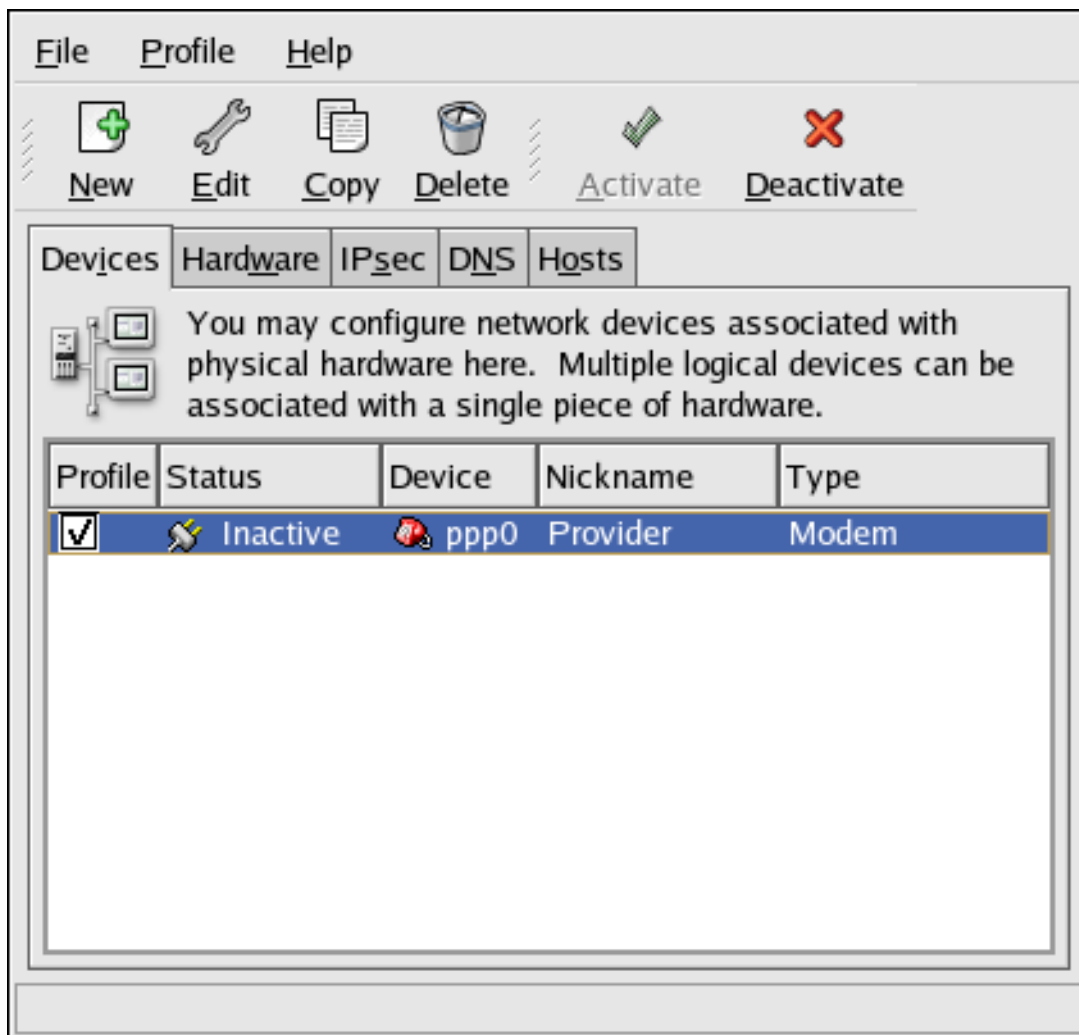 File Profile Help
New Edit Copy Delete Activate Deactivate
Devices Hardware IPsec DNS Hosts
You may configure network devices associated with
physical hardware here.  Multiple logical devices can be
associated with a single piece of hardware.
Profile Status Device Nickname Type
Inactive ppp0 Provider Modem